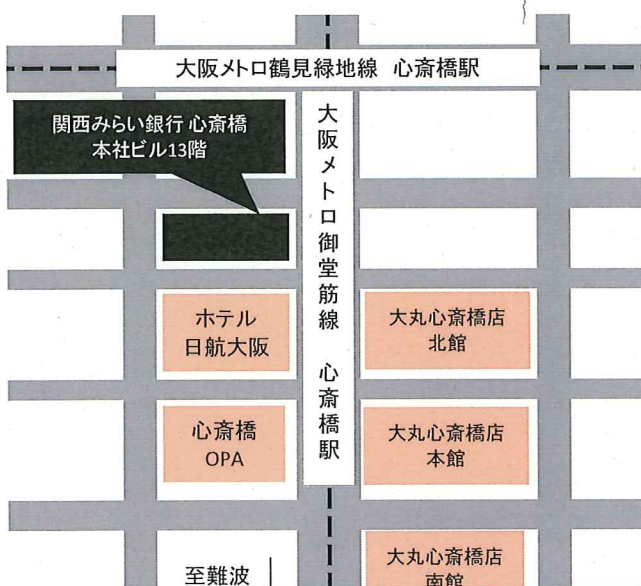 大阪メトロ鶴見緑地線 心斎橋駅
関西みらい銀行 心斎橋
本社ビル13階
大阪メトロ御堂筋線 心斎橋駅
ホテル
日航大阪
大丸心斎橋店
北館
心斎橋
OPA
大丸心斎橋店
本館
至難波
大丸心斎橋店
南館